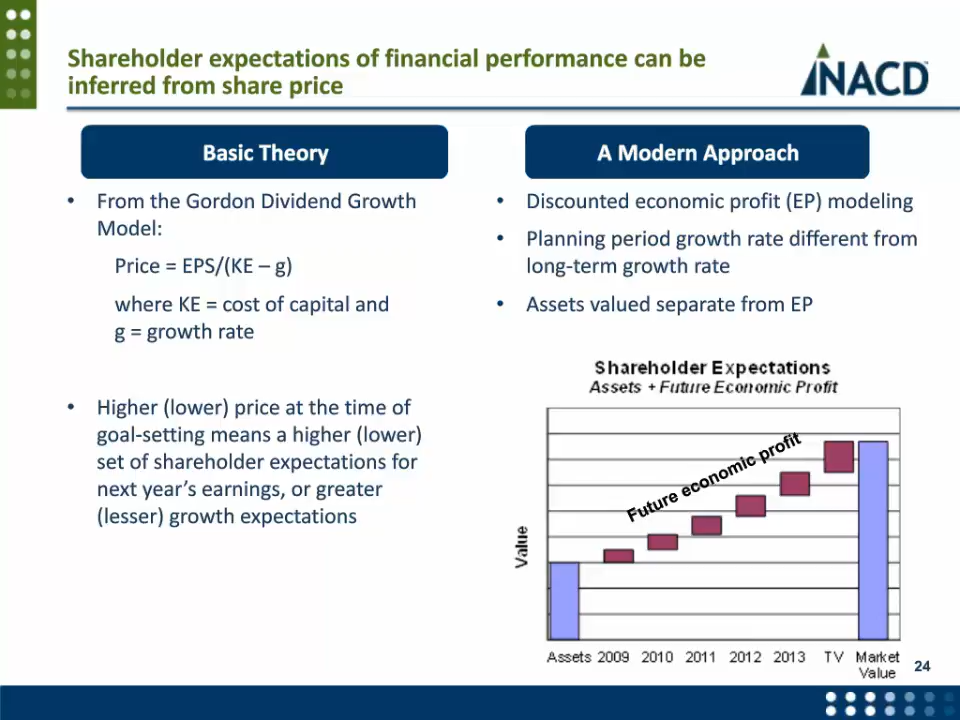 Shareholder expectations of financial performance can be
inferred from share price
NACD
Basic Theory
• From the Gordon Dividend Growth
Model:
Price = EPS/(KE – g)
where KE = cost of capital and
g = growth rate
• Higher (lower) price at the time of
goal-setting means a higher (lower)
set of shareholder expectations for
next year’s earnings, or greater
(lesser) growth expectations
A Modern Approach
• Discounted economic profit (EP) modeling
• Planning period growth rate different from
long-term growth rate
• Assets valued separate from EP
Shareholder Expectations
Assets + Future Economic Profit
Future economic profit
Value
Assets 2009 2010 2011 2012 2013 TV Market
Value
24